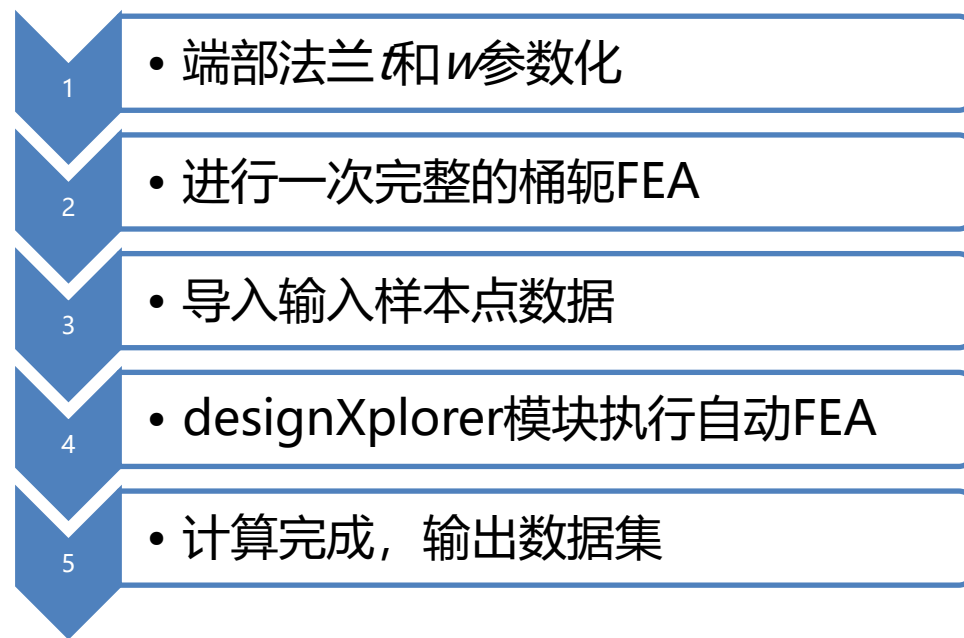 1
• 端部法兰t和w参数化
2
• 进行一次完整的桶轭FEA
3
• 导入输入样本点数据
4
• designXplorer模块执行自动FEA
5
• 计算完成，输出数据集